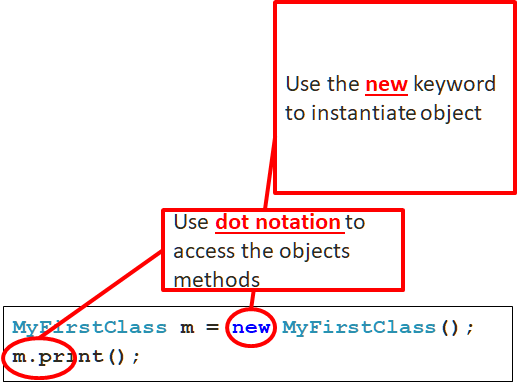 Use the new keyword
to instantiate object
Use dot notation to
access the objects
methods
MyFirstClass m = new MyFirstClass();
m.print();